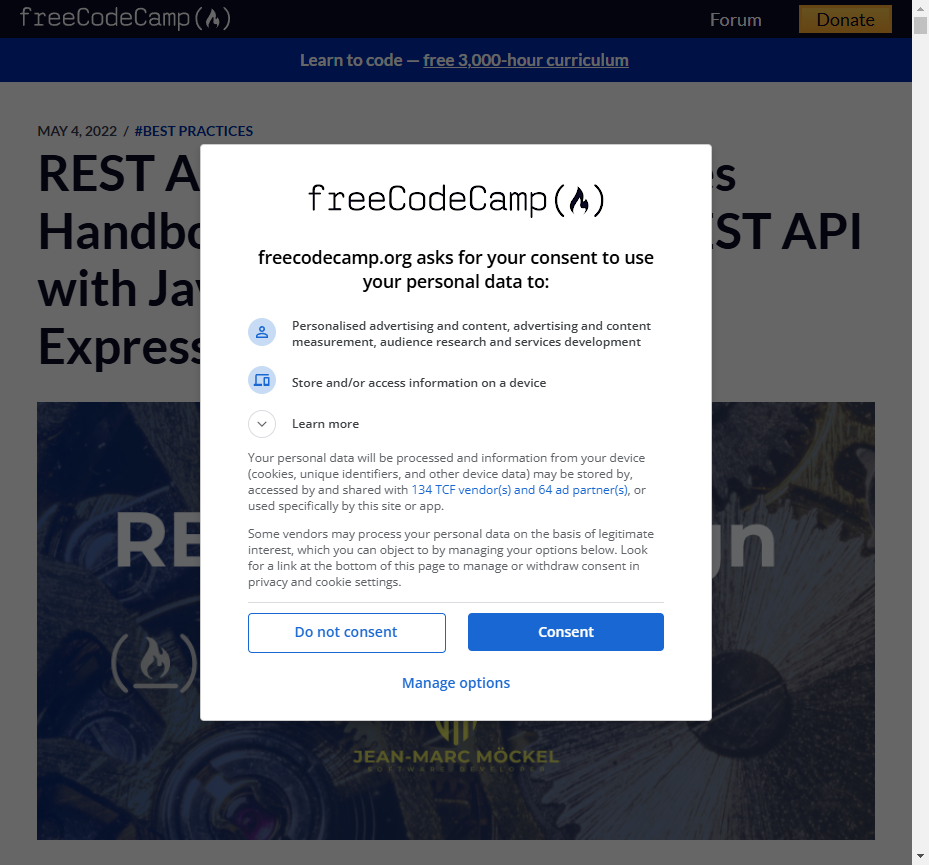 freeCodeCamp
Forum
Donate
Learn to code — free 3,000-hour curriculum
MAY 4, 2022 / #BEST PRACTICES
REST A
s
Handbo
EST API
with Ja
Express
RE
gn
JEAN-MARC MÖCKEL
SOFTWARE DEVELOPER
freeCodeCamp
freecodecamp.org asks for your consent to use
your personal data to:
Personalised advertising and content, advertising and content
measurement, audience research and services development
Store and/or access information on a device
Learn more
Your personal data will be processed and information from your device
(cookies, unique identifiers, and other device data) may be stored by,
accessed by and shared with 134 TCF vendor(s) and 64 ad partner(s), or
used specifically by this site or app.
Some vendors may process your personal data on the basis of legitimate
interest, which you can object to by managing your options below. Look
for a link at the bottom of this page to manage or withdraw consent in
privacy and cookie settings.
Do not consent
Consent
Manage options